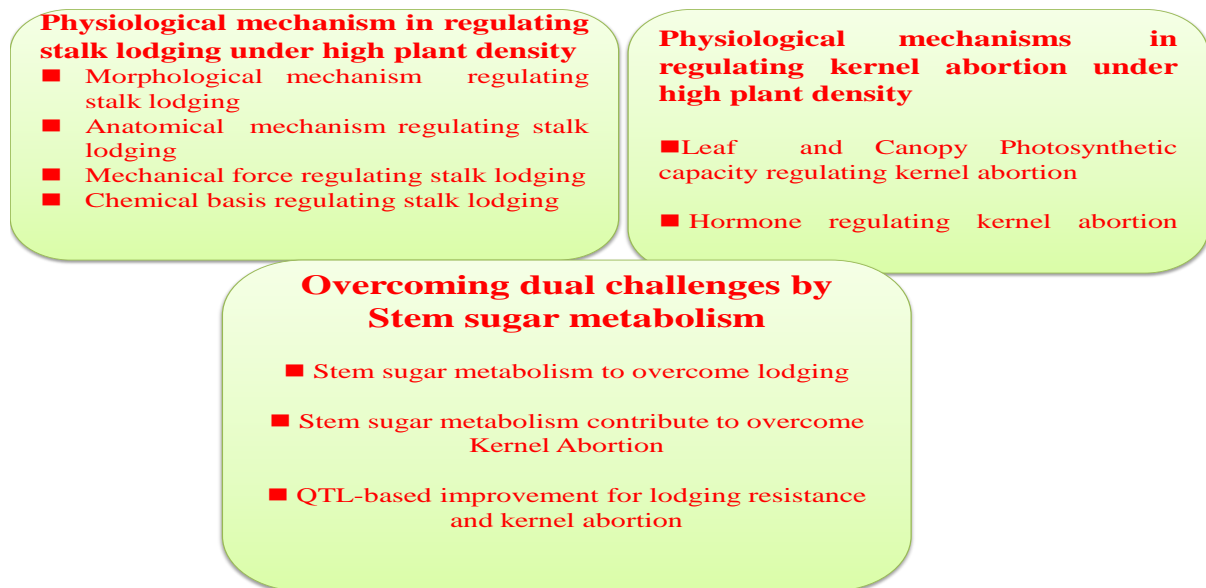 Physiological mechanism in regulating
stalk lodging under high plant density
■ Morphological mechanism regulating
stalk lodging
■ Anatomical mechanism regulating stalk
lodging
■ Mechanical force regulating stalk lodging
■ Chemical basis regulating stalk lodging
Physiological mechanisms in
regulating kernel abortion under
high plant density
■Leaf and Canopy Photosynthetic
capacity regulating kernel abortion
■ Hormone regulating kernel abortion
Overcoming dual challenges by
Stem sugar metabolism
■ Stem sugar metabolism to overcome lodging
■ Stem sugar metabolism contribute to overcome
Kernel Abortion
■ QTL-based improvement for lodging resistance
and kernel abortion